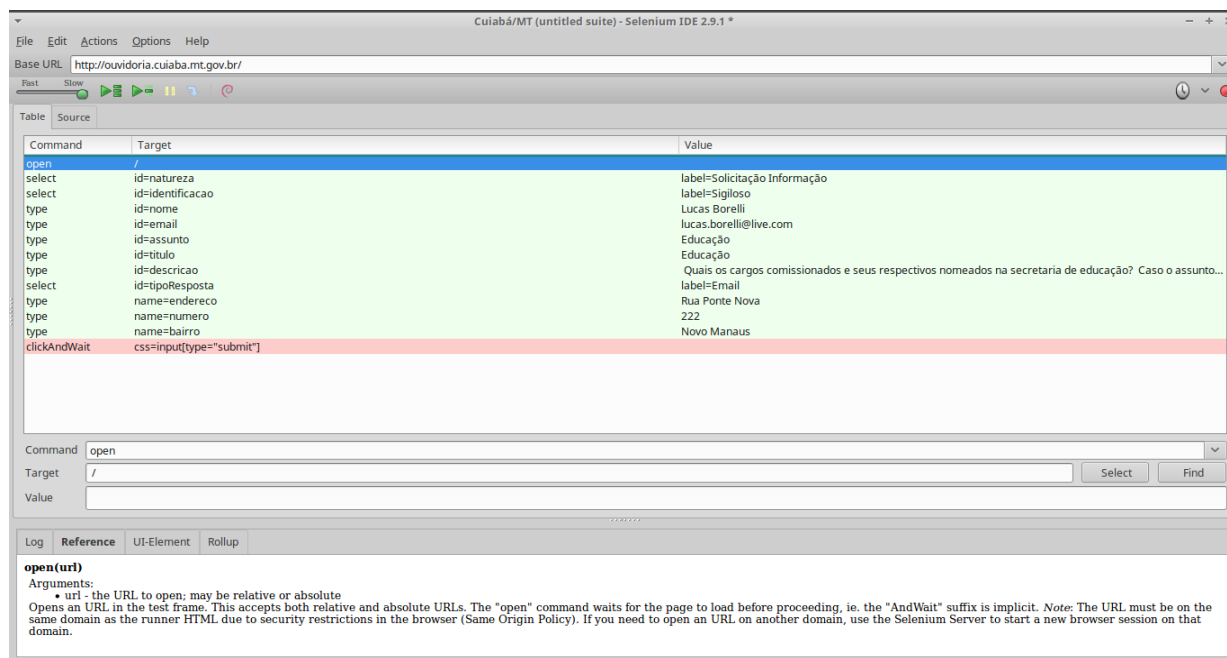 Cuiabá/MT (untitled suite) - Selenium IDE 2.9.1 *
File Edit Actions Options Help
Base URL http://ouvidoria.cuiaba.mt.gov.br/
Fast Slow
Table Source
Command Target Value
open /
select id=natureza label=Solicitação Informação
select id=identificacao label=Sigiloso
type id=nome Lucas Borelli
type id=email lucas.borelli@live.com
type id=assunto Educação
type id=titulo Educação
type id=descricao Quais os cargos comissionados e seus respectivos nomeados na secretaria de educação? Caso o assunto...
select id=tipoResposta label=Email
type name=endereco Rua Ponte Nova
type name=numero 222
type name=bairro Novo Manaus
clickAndWait css=input[type="submit"]
Command open
Target / Select Find
Value
Log Reference UI-Element Rollup
open(url)
Arguments:
• url - the URL to open; may be relative or absolute
Opens an URL in the test frame. This accepts both relative and absolute URLs. The "open" command waits for the page to load before proceeding, ie. the "AndWait" suffix is implicit. Note: The URL must be on the
same domain as the runner HTML due to security restrictions in the browser (Same Origin Policy). If you need to open an URL on another domain, use the Selenium Server to start a new browser session on that
domain.